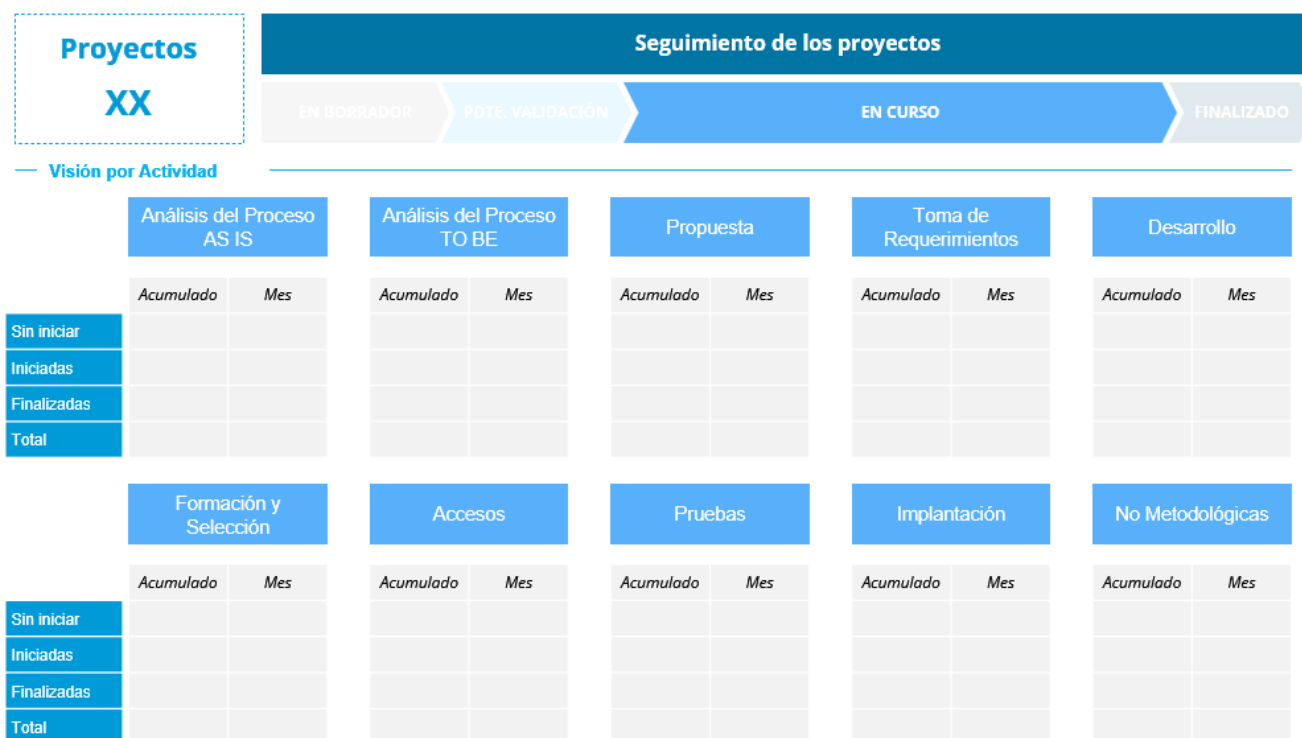 Proyectos
XX
Seguimiento de los proyectos
EN BORRADOR PDTE. VALIDACIÓN EN CURSO FINALIZADO
Visión por Actividad
Análisis del Proceso
AS IS
Análisis del Proceso
TO BE
Propuesta
Toma de
Requerimientos
Desarrollo
Acumulado Mes Acumulado Mes Acumulado Mes Acumulado Mes Acumulado Mes
Sin iniciar
Iniciadas
Finalizadas
Total
Formación y
Selección
Accesos
Pruebas
Implantación
No Metodológicas
Acumulado Mes Acumulado Mes Acumulado Mes Acumulado Mes Acumulado Mes
Sin iniciar
Iniciadas
Finalizadas
Total